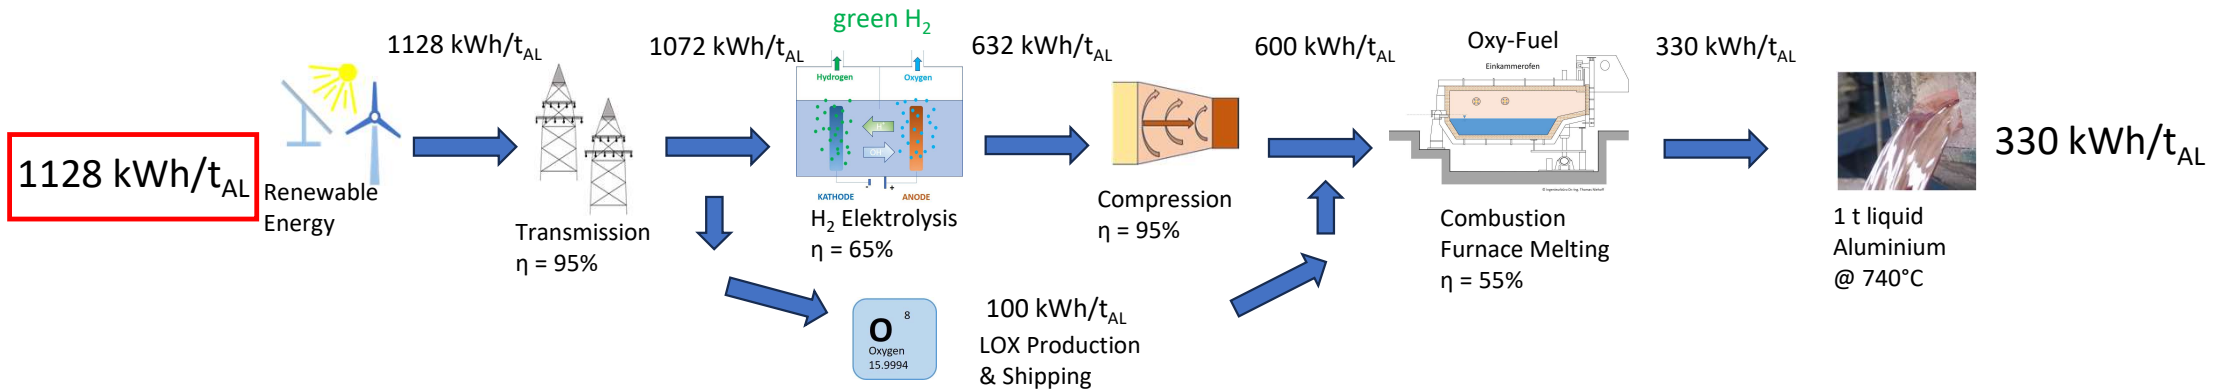 green H2
1128 kWh/tAL
1072 kWh/tAL
632 kWh/tAL
600 kWh/tAL
Oxy-Fuel
330 kWh/tAL
Einkammerofen
Hydrogen
Oxygen
1128 kWh/tAL
330 kWh/tAL
Renewable
Energy
KATHODE
- +
ANODE
Transmission
η = 95%
H2 Elektrolysis
η = 65%
Compression
η = 95%
Combustion
Furnace Melting
η = 55%
1 t liquid
Aluminium
@ 740°C
8
O
Oxygen
15.9994
100 kWh/tAL
LOX Production
& Shipping